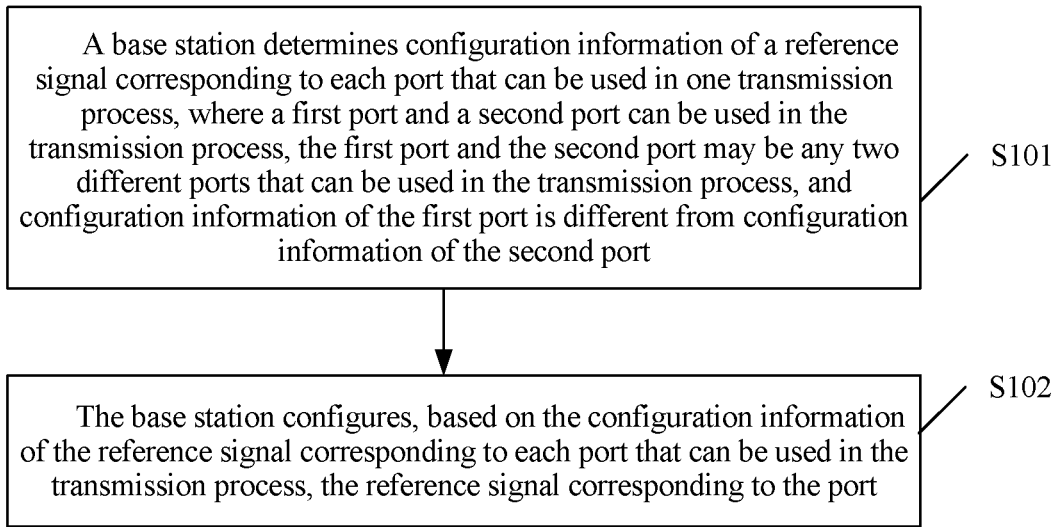 A base station determines configuration information of a reference
signal corresponding to each port that can be used in one transmission
process, where a first port and a second port can be used in the
transmission process, the first port and the second port may be any two
different ports that can be used in the transmission process, and
configuration information of the first port is different from configuration
information of the second port
S101
The base station configures, based on the configuration information
of the reference signal corresponding to each port that can be used in the
transmission process, the reference signal corresponding to the port
S102